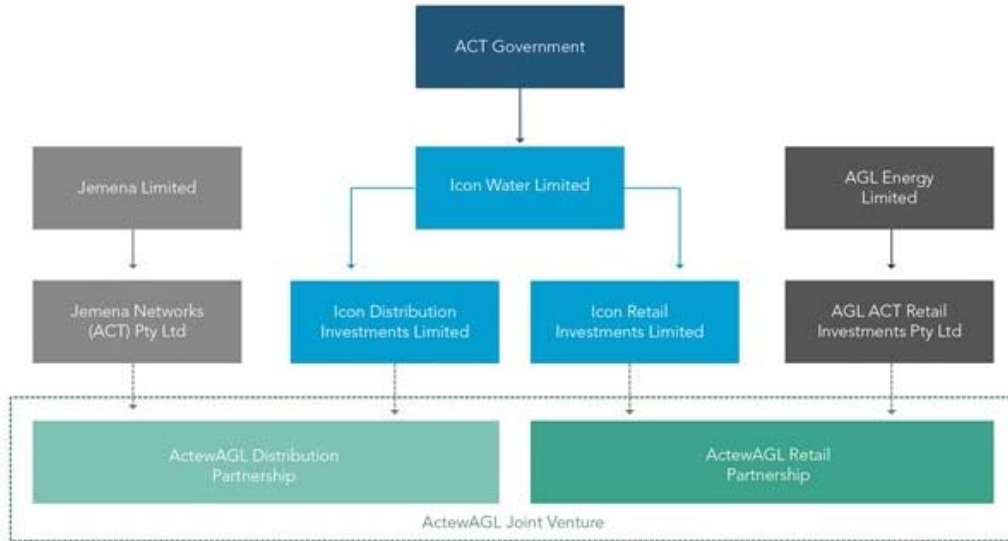 ACT Government
Jemena Limited
Icon Water Limited
AGL Energy
Limited
Jemena Networks
(ACT) Pty Ltd
Icon Distribution
Investments Limited
Icon Retail
Investments Limited
AGL ACT Retail
Investments Pty Ltd
ActewAGL Distribution
Partnership
ActewAGL Retail
Partnership
ActewAGL Joint Venture